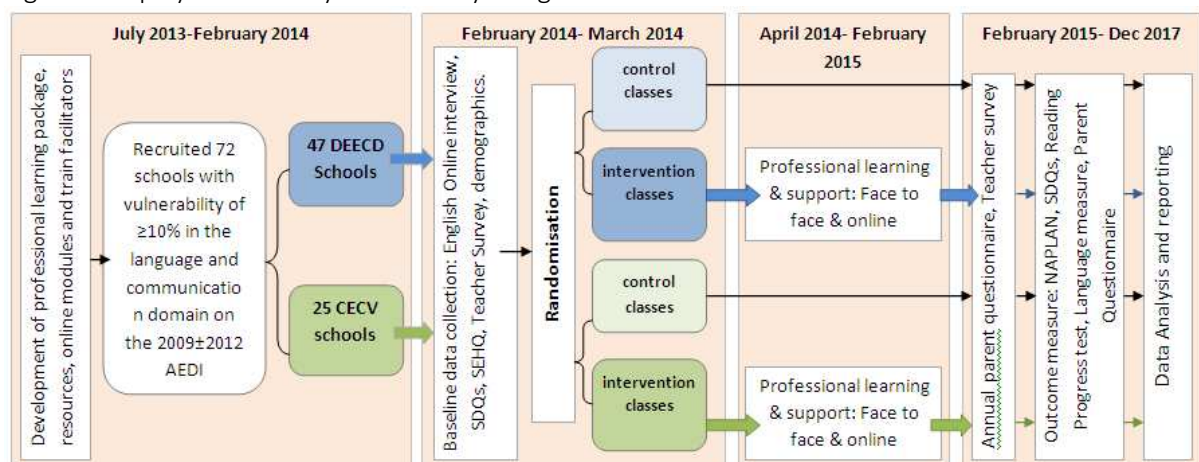 July 2013-February 2014
Development of professional learning package,
resources, online modules and train facilitators
Recruited 72
schools with
vulnerability of
≥10% in the
language and
communicatio
n domain on
the 2009±2012
AEDI
47 DEECD
Schools
25 CECV
schools
February 2014- March 2014
Baseline data collection: English Online interview,
SDQs, SEHQ, Teacher Survey, demographics.
Randomisation
control
classes
intervention
classes
control
classes
intervention
classes
April 2014- February
2015
Professional learning
& support: Face to
face & online
Professional learning
& support: Face to
face & online
February 2015- Dec 2017
Annual parent questionnaire, Teacher survey
Outcome measure: NAPLAN, SDQs, Reading
Progress test, Language measure, Parent
Questionnaire
Data Analysis and reporting